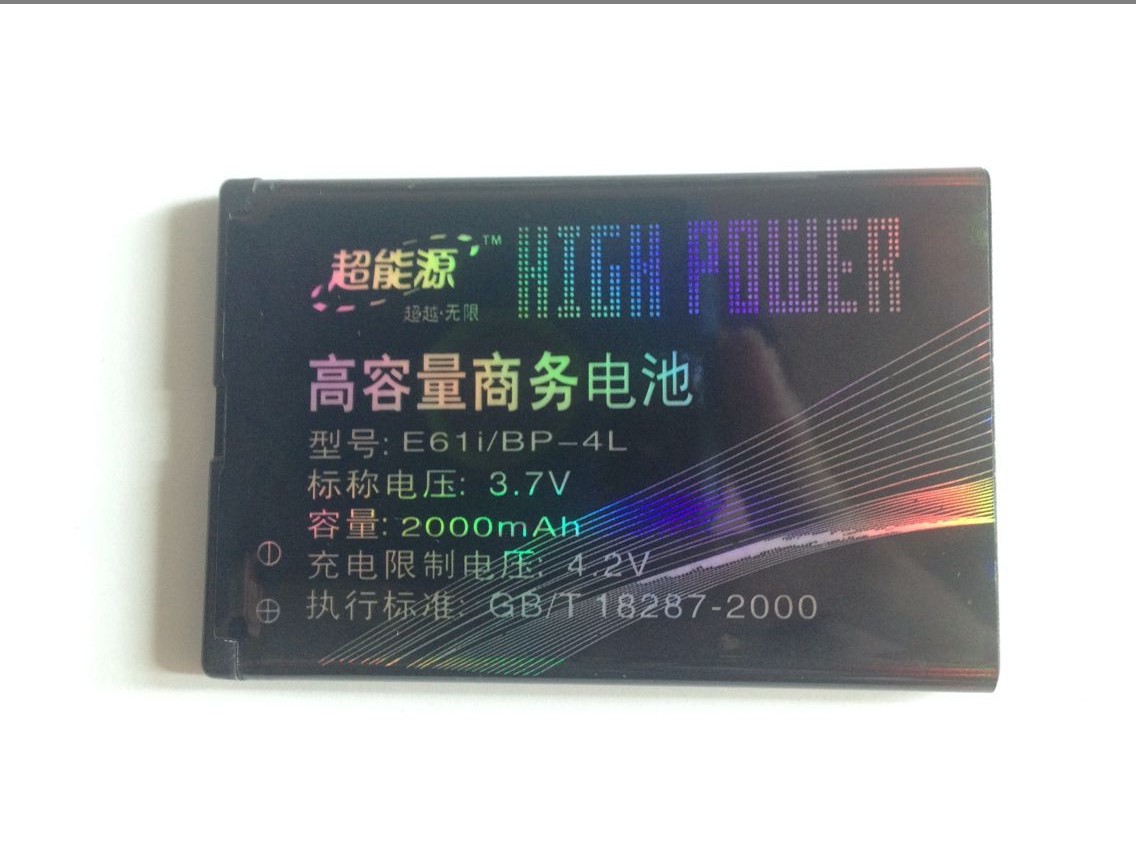 超能源™ HIGH POWER
超越·无限
高容量商务电池
型号: E61i/BP-4L
标称电压: 3.7V
容量: 2000mAh
充电限制电压: 4.2V
执行标准: GB/T 18287-2000